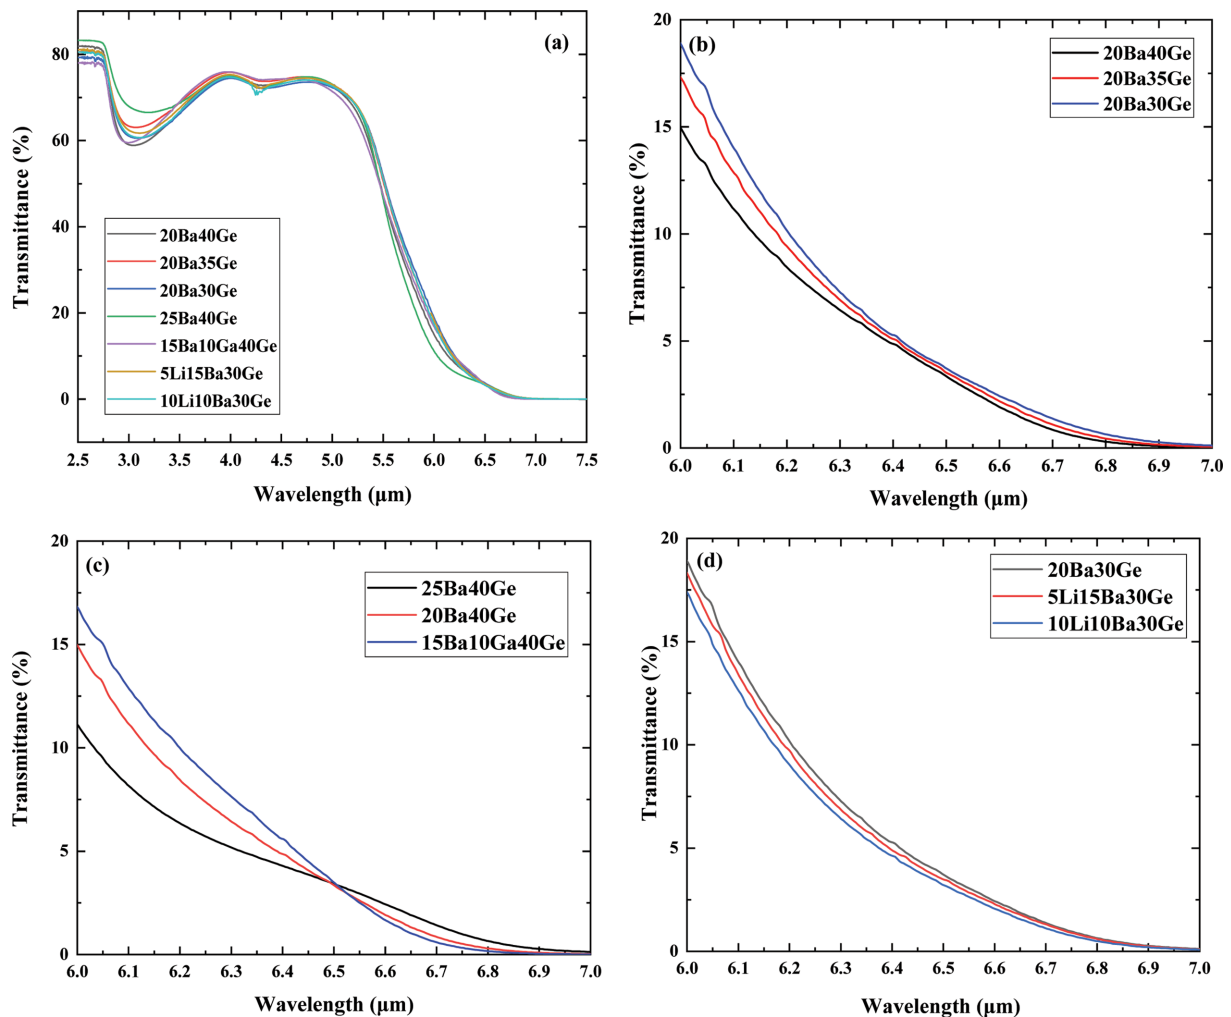 (a)
Transmittance (%)
80
60
40
20
0
20Ba40Ge
20Ba35Ge
20Ba30Ge
25Ba40Ge
15Ba10Ga40Ge
5Li15Ba30Ge
10Li10Ba30Ge
2.5 3.0 3.5 4.0 4.5 5.0 5.5 6.0 6.5 7.0 7.5
Wavelength (μm)
(b)
Transmittance (%)
20
15
10
5
0
20Ba40Ge
20Ba35Ge
20Ba30Ge
6.0 6.1 6.2 6.3 6.4 6.5 6.6 6.7 6.8 6.9 7.0
Wavelength (μm)
(c)
Transmittance (%)
20
15
10
5
0
25Ba40Ge
20Ba40Ge
15Ba10Ga40Ge
6.0 6.1 6.2 6.3 6.4 6.5 6.6 6.7 6.8 6.9 7.0
Wavelength (μm)
(d)
Transmittance (%)
20
15
10
5
0
20Ba30Ge
5Li15Ba30Ge
10Li10Ba30Ge
6.0 6.1 6.2 6.3 6.4 6.5 6.6 6.7 6.8 6.9 7.0
Wavelength (μm)